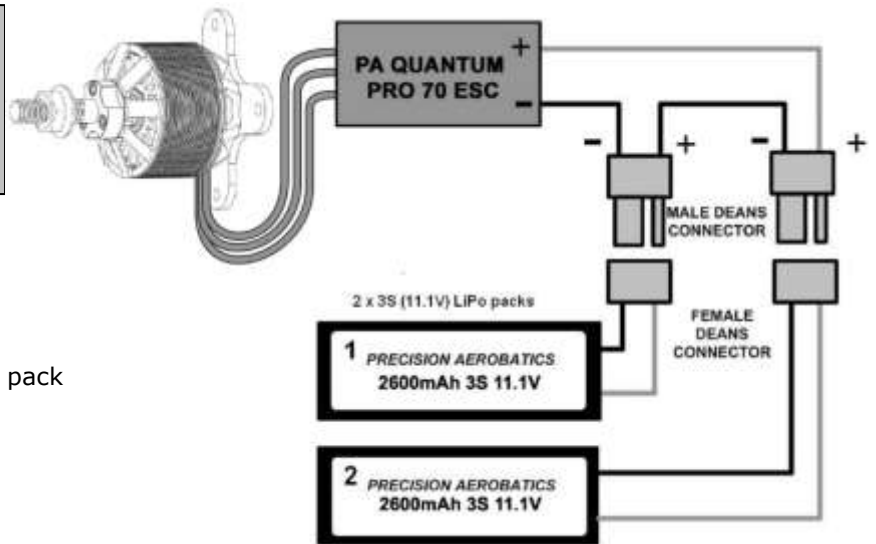 PA QUANTUM
PRO 70 ESC
+
-
-
+
-
+
MALE DEANS
CONNECTOR
2 x 3S (11.1V) LiPo packs
FEMALE
DEANS
CONNECTOR
1 PRECISION AEROBATICS
2600mAh 3S 11.1V
pack
2 PRECISION AEROBATICS
2600mAh 3S 11.1V